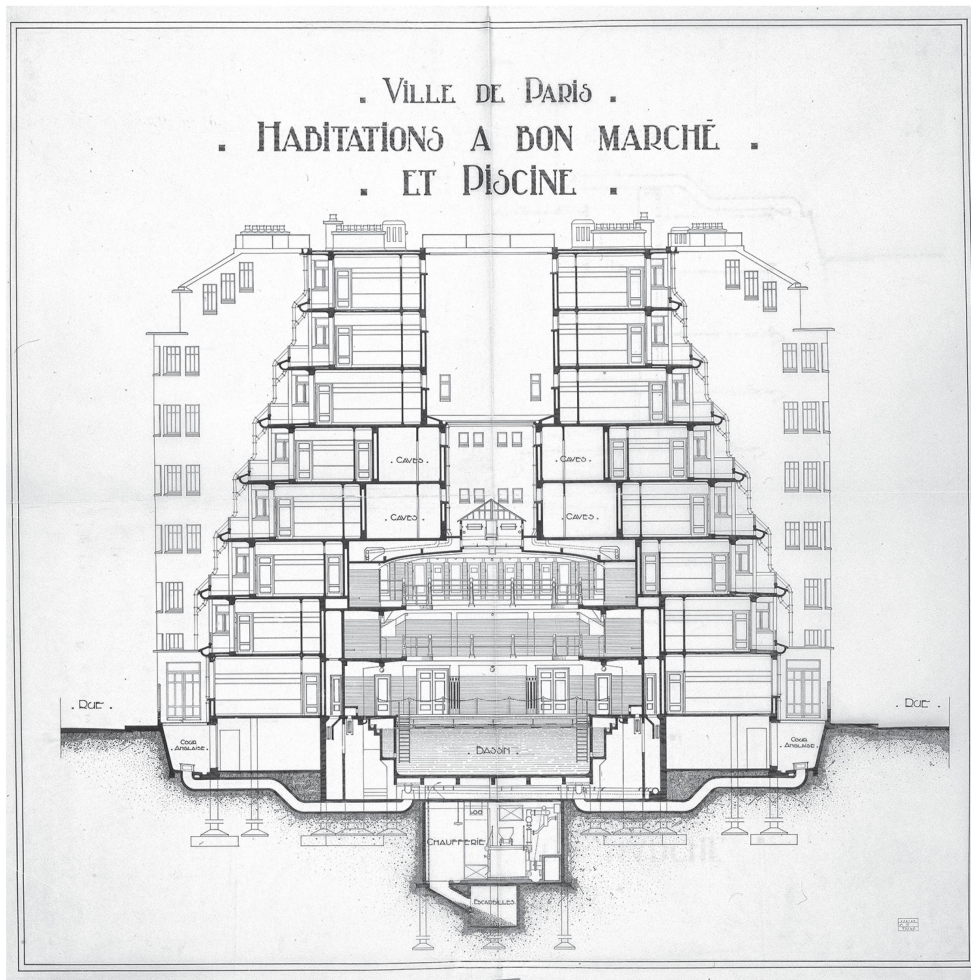 . Ville de Paris .
. Habitations a bon marché .
. et Piscine .
. Caves .
. Caves .
. Caves .
. Caves .
. Rue .
. Rue .
Cour
Anglaise .
. Bassin .
Cour
Anglaise .
Chaufferie
Escarbilles